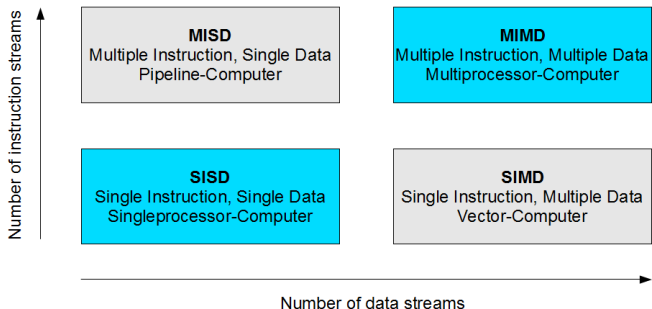 Number of instruction streams
MISD
Multiple Instruction, Single Data
Pipeline-Computer
MIMD
Multiple Instruction, Multiple Data
Multiprocessor-Computer
SISD
Single Instruction, Single Data
Singleprocessor-Computer
SIMD
Single Instruction, Multiple Data
Vector-Computer
Number of data streams